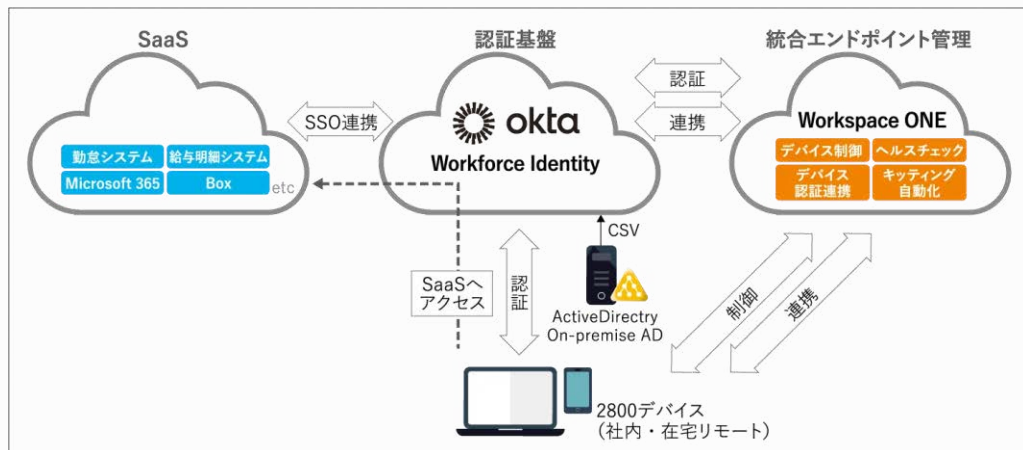 SaaS
認証基盤
統合エンドポイント管理
SSO連携
認証
連携
勤怠システム
給与明細システム
Microsoft 365
Box
etc
okta
Workforce Identity
Workspace ONE
デバイス制御
ヘルスチェック
デバイス
認証連携
キッティング
自動化
SaaSへ
アクセス
認証
CSV
ActiveDirectry
On-premise AD
制御
連携
2800デバイス
（社内・在宅リモート）